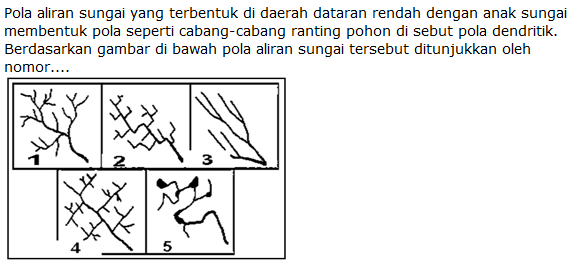 Pola aliran sungai yang terbentuk di daerah dataran rendah dengan anak sungai
membentuk pola seperti cabang-cabang ranting pohon di sebut pola dendritik.
Berdasarkan gambar di bawah pola aliran sungai tersebut ditunjukkan oleh
nomor....
1 2 3
4 5